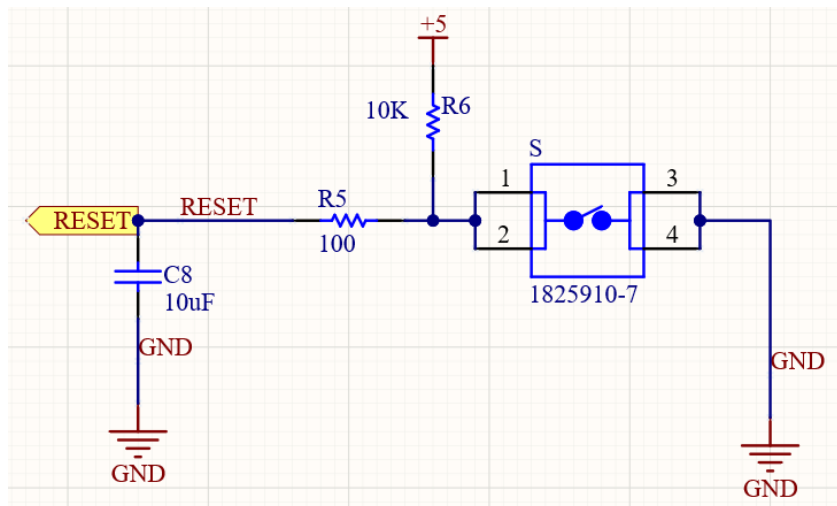 +5
10K
R6
S
1
3
RESET
RESET
R5
100
2
4
C8
10uF
1825910-7
GND
GND
GND
GND